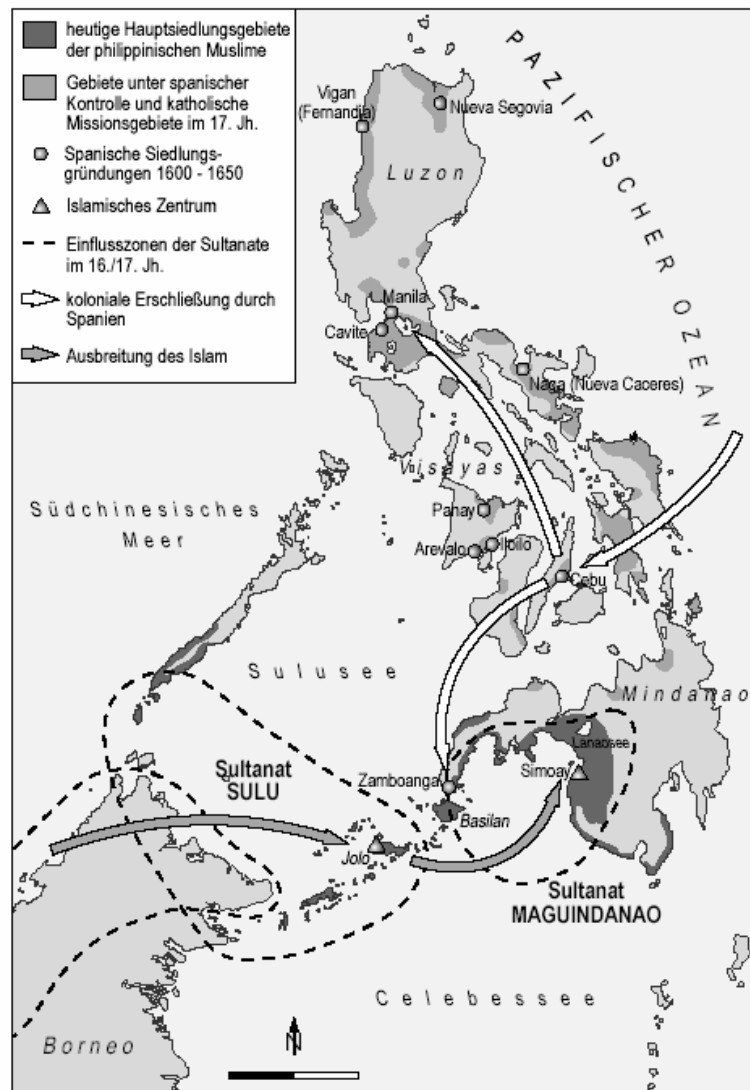 heutige Hauptsiedlungsgebiete
der philippinischen Muslime
Gebiete unter spanischer
Kontrolle und katholische
Missionsgebiete im 17. Jh.
Spanische Siedlungs-
gründungen 1600 - 1650
Islamisches Zentrum
Einflusszonen der Sultanate
im 16./17. Jh.
koloniale Erschließung durch
Spanien
Ausbreitung des Islam
PAZIFISCHER OZEAN
Vigan
(Fernandia)
Nueva Segovia
Luzon
Manila
Cavite
Naga (Nueva Caceres)
Visayas
Südchinesisches
Meer
Panay
Arevalo
Iloilo
Cebu
Sulusee
Mindanao
Lanaosee
Simoay
Sultanat
SULU
Zamboanga
Basilan
Jolo
Sultanat
MAGUINDANAO
Celebessee
Borneo
N